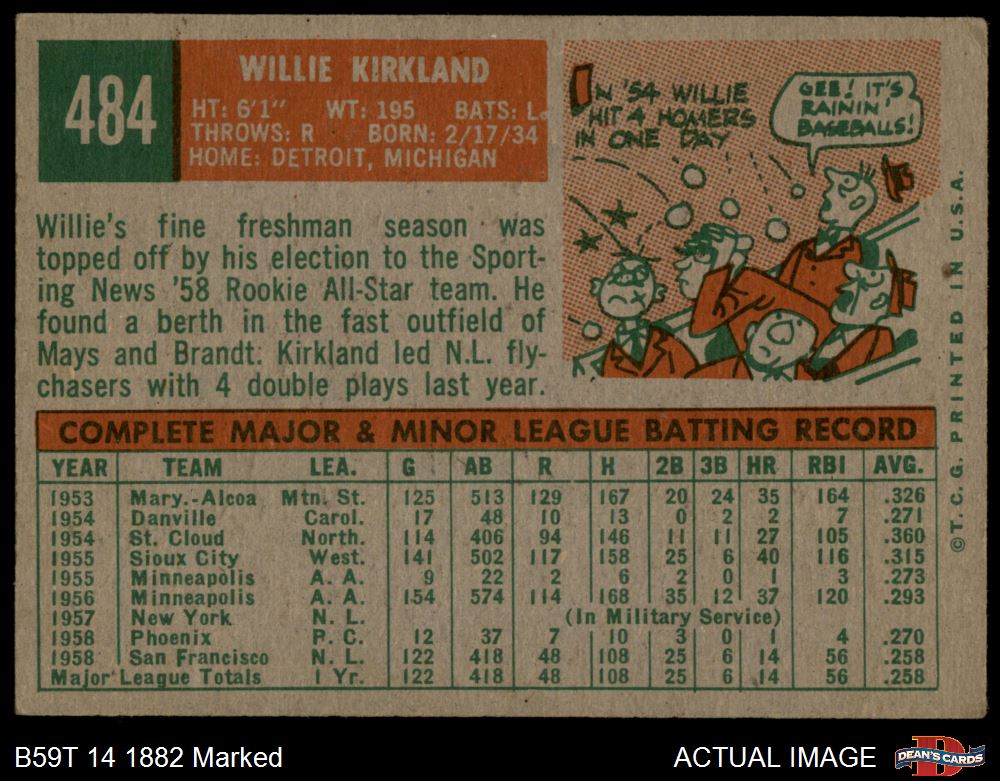 484
WILLIE KIRKLAND
HT: 6'1" WT: 195 BATS: L.
THROWS: R BORN: 2/17/34
HOME: DETROIT, MICHIGAN
IN '54 WILLIE
HIT 4 HOMERS
IN ONE DAY
GEE! IT'S
RAININ'
BASEBALLS!
Willie's fine freshman season was
topped off by his election to the Sport-
ing News '58 Rookie All-Star team. He
found a berth in the fast outfield of
Mays and Brandt. Kirkland led N.L. fly-
chasers with 4 double plays last year.
COMPLETE MAJOR & MINOR LEAGUE BATTING RECORD
YEAR TEAM LEA. G AB R H 2B 3B HR RBI AVG.
1953 Mary.-Alcoa Mtn. St. 125 513 129 167 20 24 35 164 .326
1954 Danville Carol. 17 48 10 13 0 2 2 7 .271
1954 St. Cloud North. 114 406 94 146 11 11 27 105 .360
1955 Sioux City West. 141 502 117 158 25 6 40 116 .315
1955 Minneapolis A. A. 9 22 2 6 2 0 1 3 .273
1956 Minneapolis A. A. 154 574 114 168 35 12 37 120 .293
1957 New York N. L. (In Military Service)
1958 Phoenix P. C. 12 37 7 10 3 0 1 4 .270
1958 San Francisco N. L. 122 418 48 108 25 6 14 56 .258
Major League Totals 1 Yr. 122 418 48 108 25 6 14 56 .258
©T.C.G. PRINTED IN U.S.A.
B59T 14 1882 Marked
ACTUAL IMAGE
D
DEAN'S CARDS